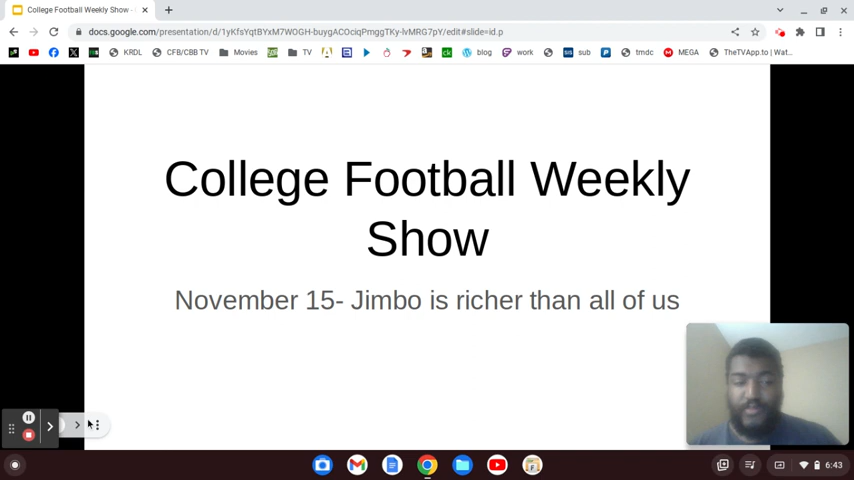 College Football Weekly Show -
docs.google.com/presentation/d/1yKfsYqtBYxM7WOGH-buygACOciqPmggTKy-lvMRG7pY/edit#slide=id.p
KRDL
CFB/CBB TV
Movies
TV
blog
work
sub
tmdc
MEGA
TheTVApp.to | Wat...
College Football Weekly
Show
November 15- Jimbo is richer than all of us
6:43